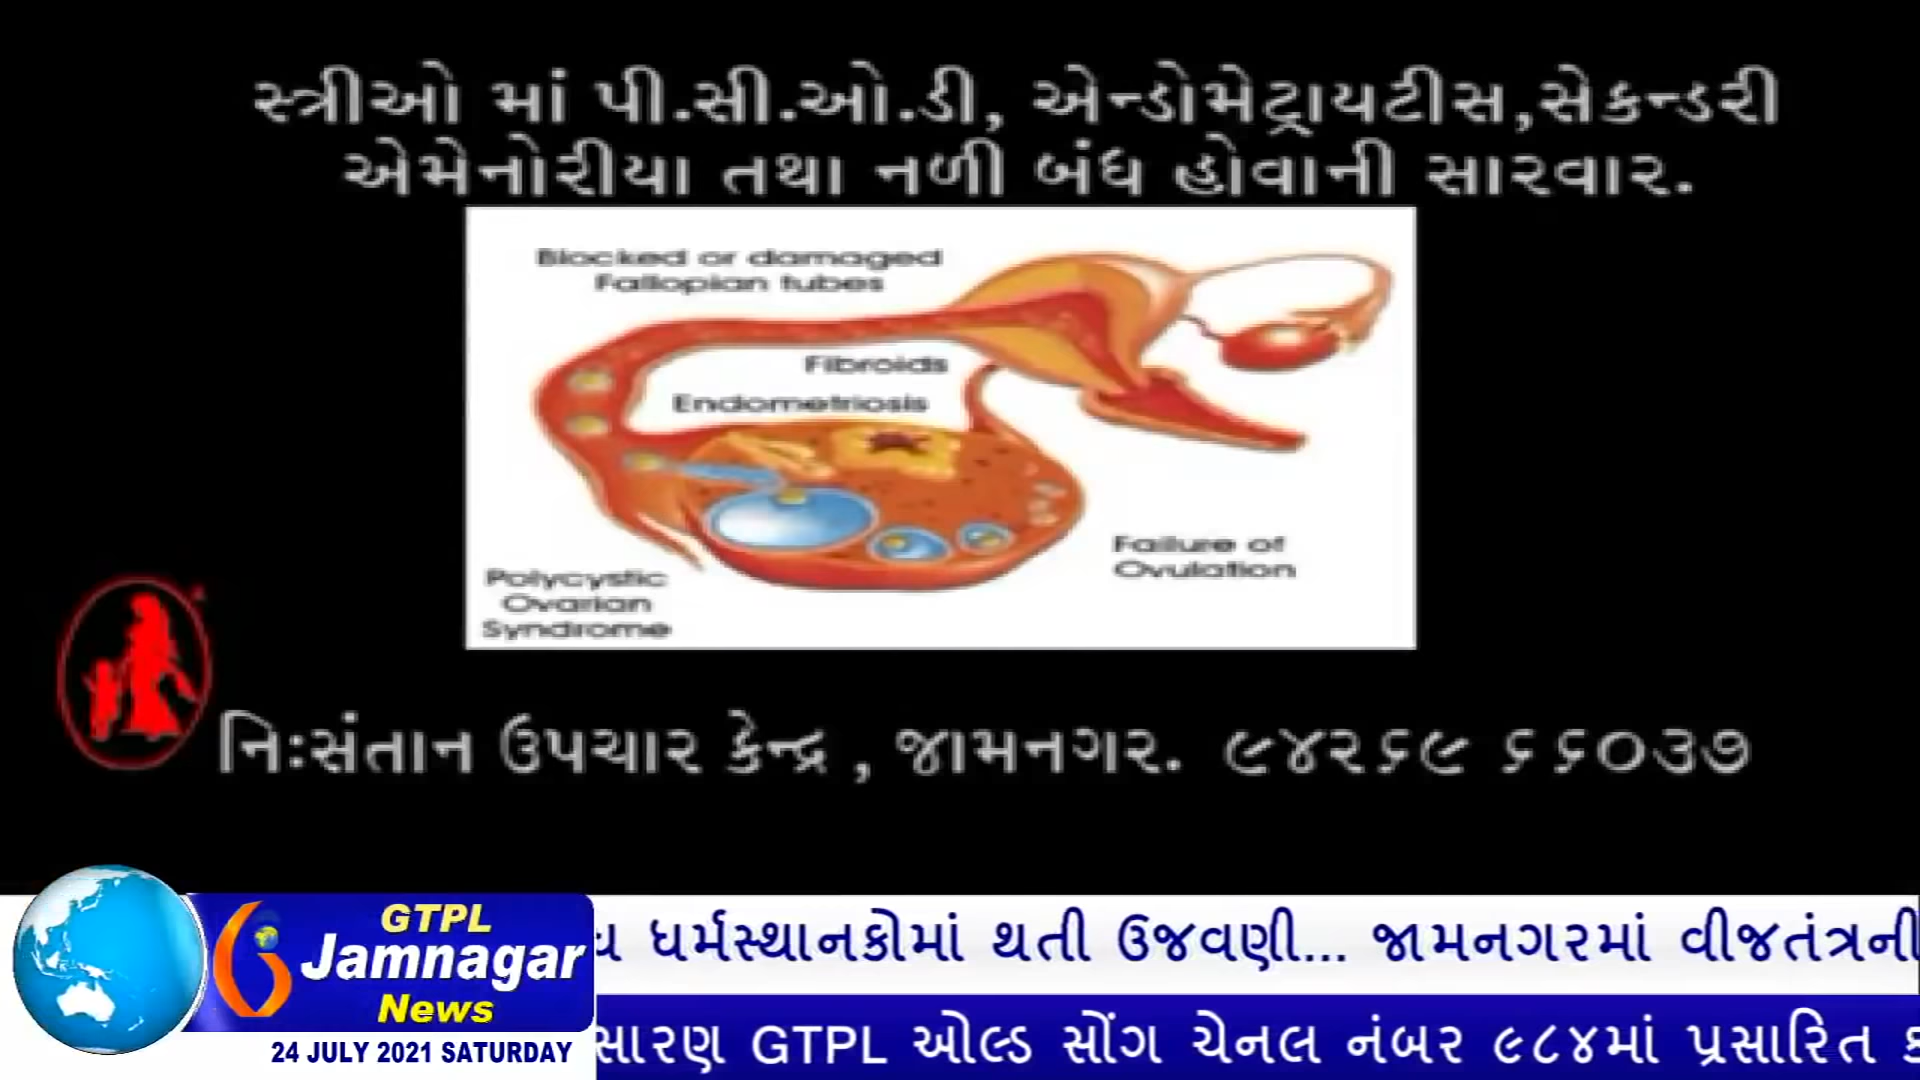 સ્ત્રીઓ માં પી.સી.ઓ.ડી, એન્ડોમેટ્રાયટીસ,સેકન્ડરી
એમેનોરીયા તથા નળી બંધ હોવાની સારવાર.
Blocked or damaged
Fallopian tubes
Fibroids
Endometriosis
Failure of
Ovulation
Polycystic
Ovarian
Syndrome
નિઃસંતાન ઉપચાર કેન્દ્ર , જામનગર. ૯૪૨૬૯ ૬૬૦૩૭
GTPL
Jamnagar
News
24 JULY 2021 SATURDAY
ધર્મસ્થાનકોમાં થતી ઉજવણી... જામનગરમાં વીજતંત્રની
સારણ GTPL ઓલ્ડ સોંગ ચેનલ નંબર ૯૮૪માં પ્રસારિત